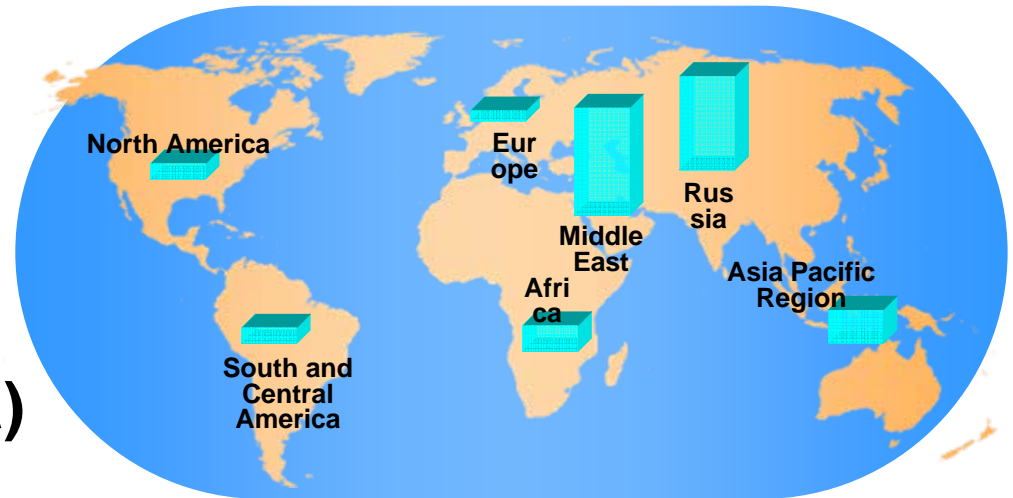 North America
Eur
ope
Rus
sia
Middle
East
Asia Pacific
Region
Afri
ca
South and
Central
America
)